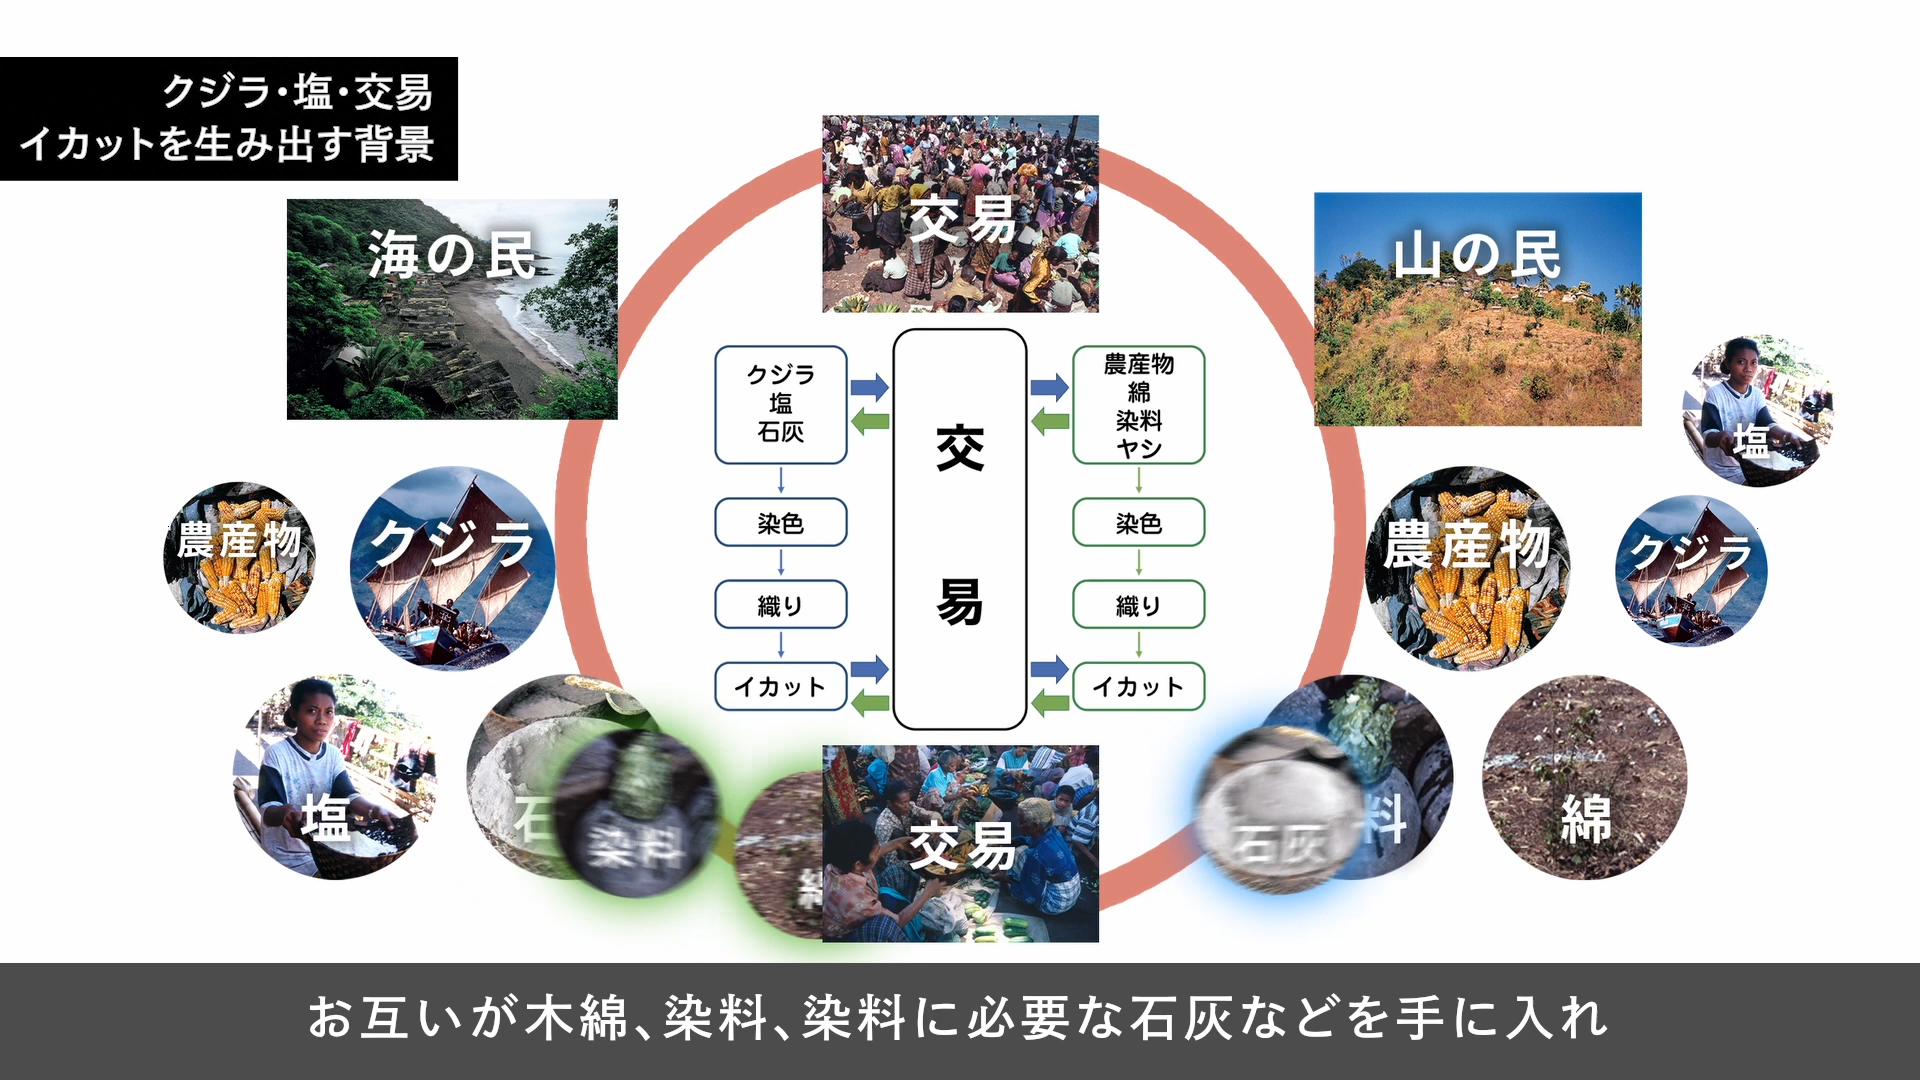 クジラ・塩・交易
イカットを生み出す背景
海の民
交易
山の民
クジラ
塩
石灰
交
易
農産物
綿
染料
ヤシ
染色
織り
イカット
染色
織り
イカット
農産物
クジラ
塩
石
染料
交易
塩
農産物
クジラ
石灰
料
綿
お互いが木綿、染料、染料に必要な石灰などを手に入れ